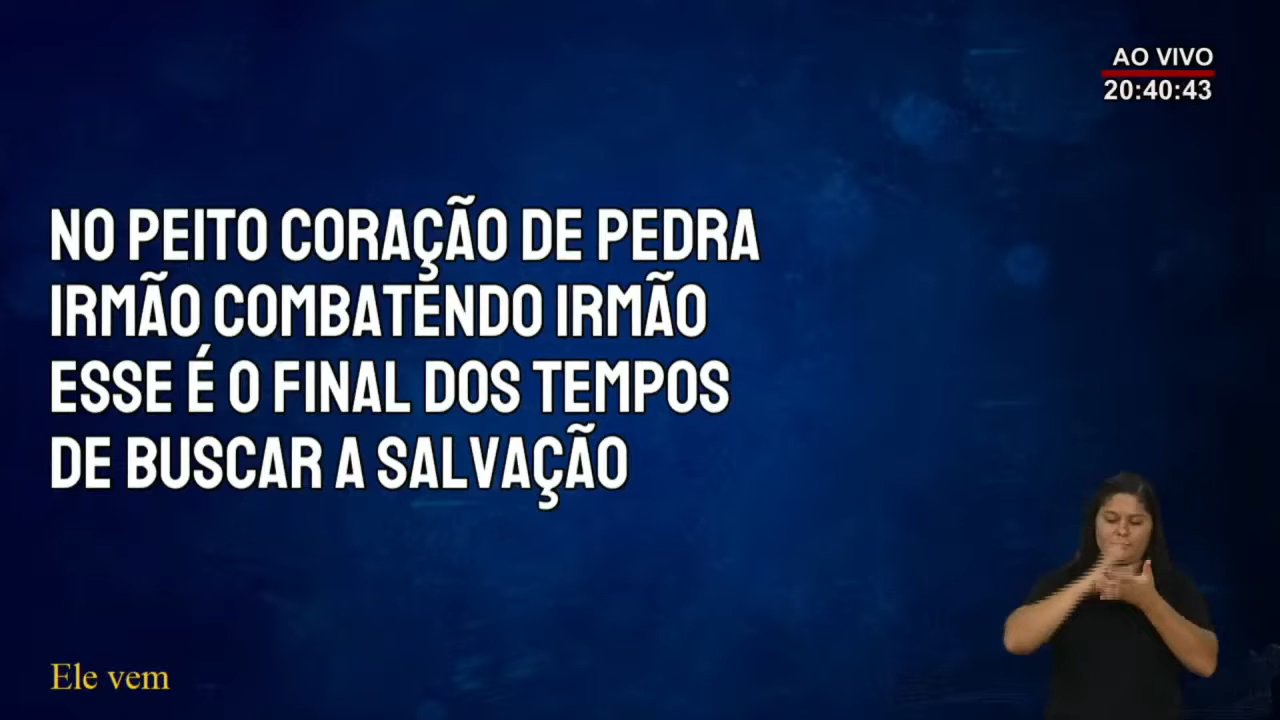 AO VIVO
20:40:43
NO PEITO CORAÇÃO DE PEDRA
IRMÃO COMBATENDO IRMÃO
ESSE É O FINAL DOS TEMPOS
DE BUSCAR A SALVAÇÃO
Ele vem